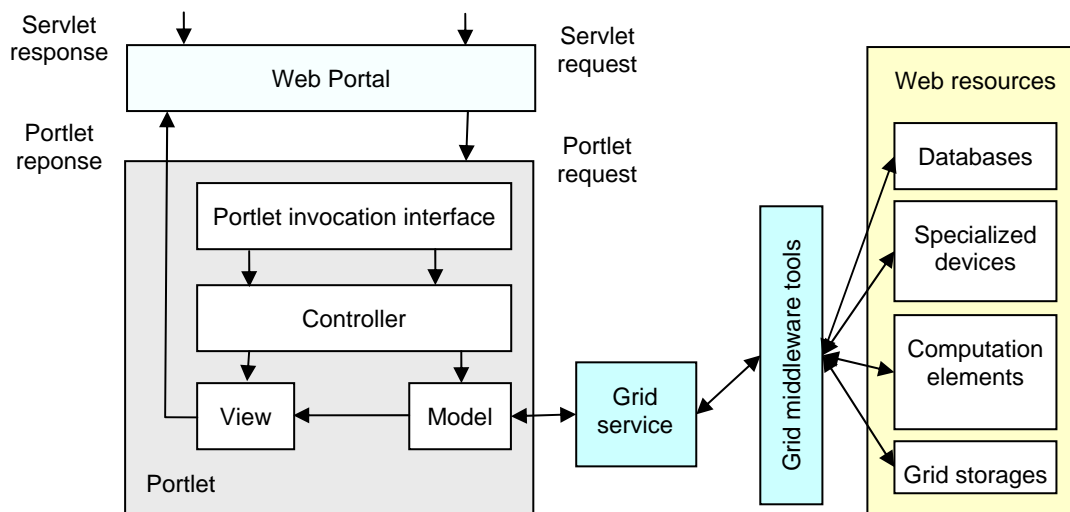 Servlet
response
Servlet
request
Web Portal
Web resources
Portlet
reponse
Portlet
request
Databases
Portlet invocation interface
Specialized
devices
Controller
Computation
elements
View
Model
Grid
service
Grid middleware tools
Grid storages
Portlet